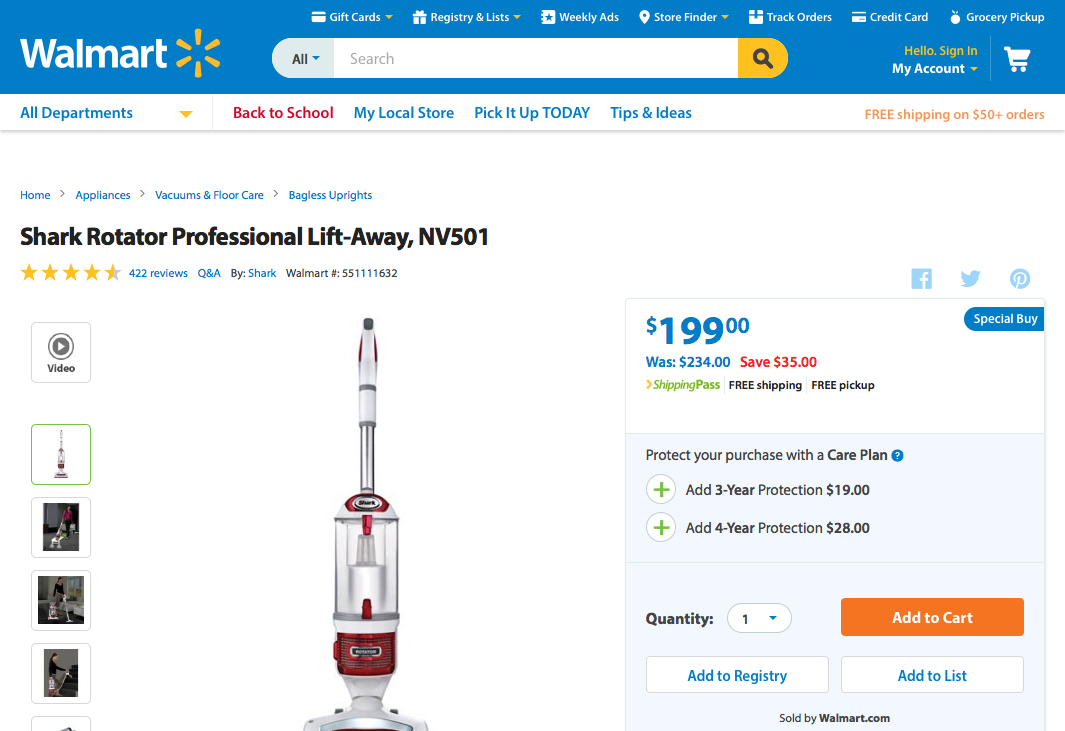 Gift Cards Registry & Lists Weekly Ads Store Finder Track Orders Credit Card Grocery Pickup
Walmart
All Search
Hello. Sign In
My Account
All Departments Back to School My Local Store Pick It Up TODAY Tips & Ideas FREE shipping on $50+ orders
Home Appliances Vacuums & Floor Care Bagless Uprights
Shark Rotator Professional Lift-Away, NV501
422 reviews Q&A By: Shark Walmart #: 551111632
Video
Shark
ROTATOR
Special Buy
$19900
Was: $234.00 Save $35.00
ShippingPass FREE shipping FREE pickup
Protect your purchase with a Care Plan ?
Add 3-Year Protection $19.00
Add 4-Year Protection $28.00
Quantity: 1 Add to Cart
Add to Registry Add to List
Sold by Walmart.com